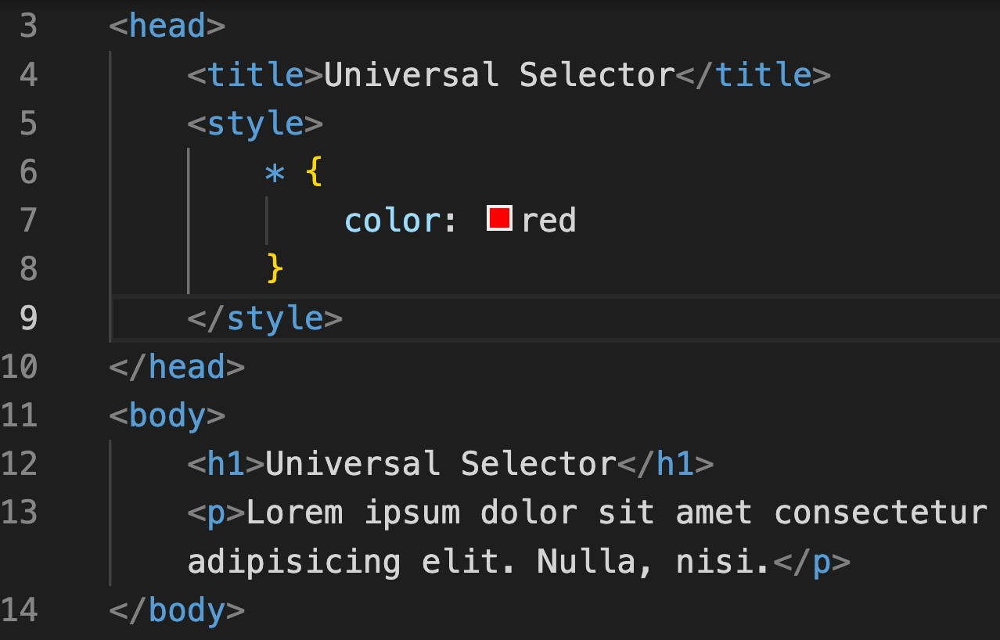 3 <head>
4 <title>Universal Selector</title>
5 <style>
6 * {
7 color: red
8 }
9 </style>
10 </head>
11 <body>
12 <h1>Universal Selector</h1>
13 <p>Lorem ipsum dolor sit amet consectetur
adipisicing elit. Nulla, nisi.</p>
14 </body>